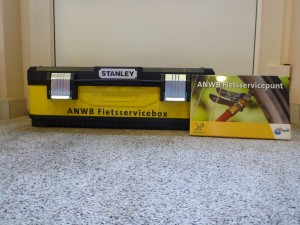 STANLEY
ANWB Fietsservicebox
ANWB Fietsservicepunt